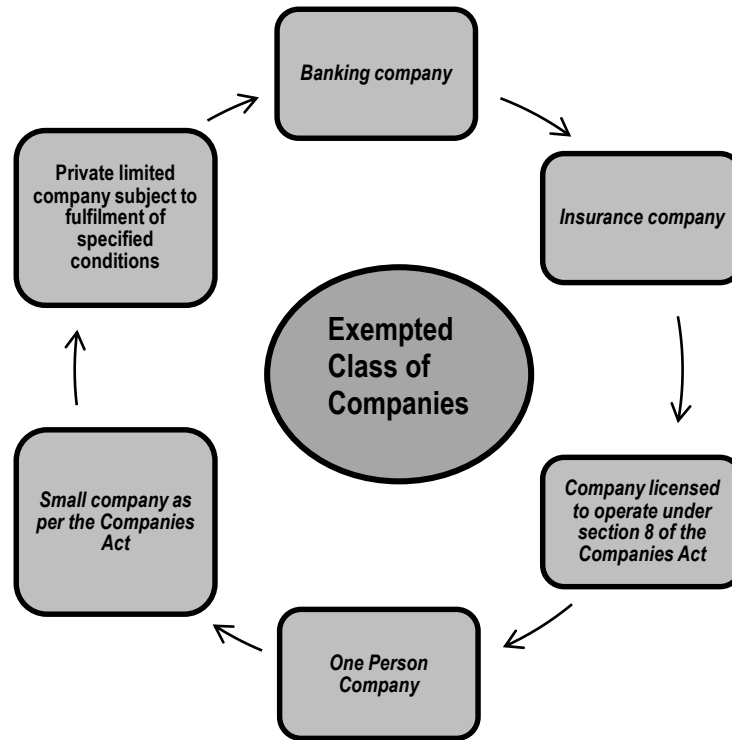 Banking company
Insurance company
Company licensed
to operate under
section 8 of the
Companies Act
One Person
Company
Small company as
per the Companies
Act
Private limited
company subject to
fulfilment of
specified
conditions
Exempted
Class of
Companies